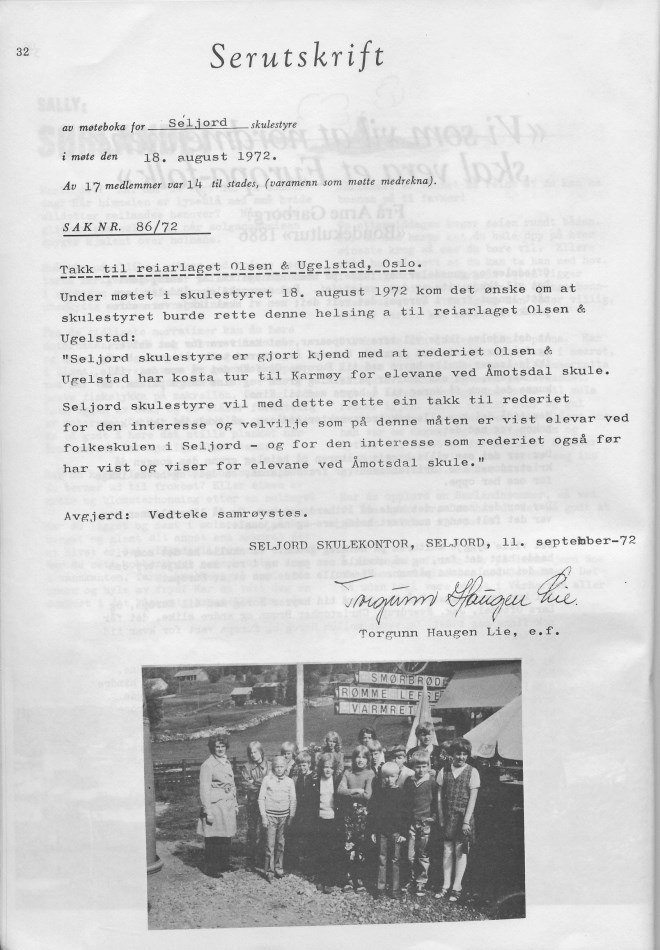 32
Serutskrift
av møteboka for Seljord skulestyre
i møte den 18. august 1972.
Av 17 medlemmer var 14 til stades, (varamenn som møtte medrekna).
SAK NR. 86/72
Takk til reiarlaget Olsen & Ugelstad, Oslo.
Under møtet i skulestyret 18. august 1972 kom det ønske om at
skulestyret burde rette denne helsing a til reiarlaget Olsen &
Ugelstad:
"Seljord skulestyre er gjort kjend med at rederiet Olsen &
Ugelstad har kosta tur til Karmøy for elevane ved Åmotsdal skule.
Seljord skulestyre vil med dette rette ein takk til rederiet
for den interesse og velvilje som på denne måten er vist elevar ved
folkeskulen i Seljord - og for den interesse som rederiet også før
har vist og viser for elevane ved Åmotsdal skule."
Avgjerd: Vedteke samrøystes.
SELJORD SKULEKONTOR, SELJORD, 11. september-72
Torgunn Haugen Lie.
Torgunn Haugen Lie, e.f.
SMØRBRØD
RØMME LEFSE
VARMRET